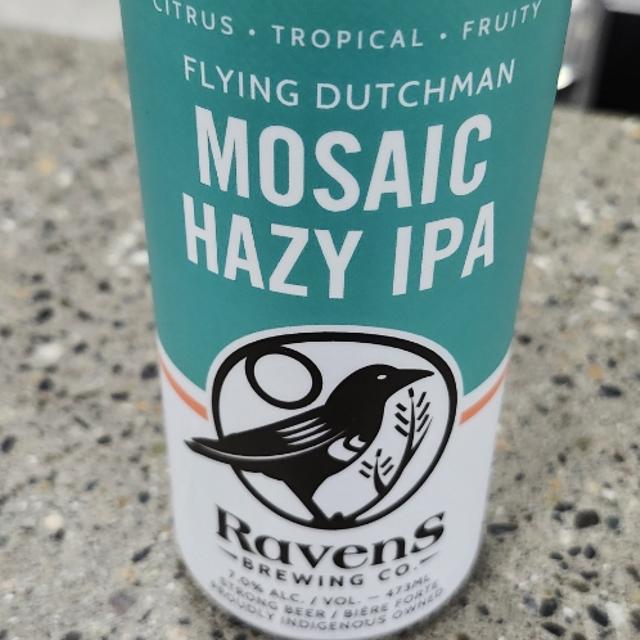 CITRUS • TROPICAL • FRUITY
FLYING DUTCHMAN
MOSAIC
HAZY IPA
Ravens
BREWING CO.
7.0% ALC. / VOL. — 473ML
STRONG BEER / BIÈRE FORTE
PROUDLY INDIGENOUS OWNED